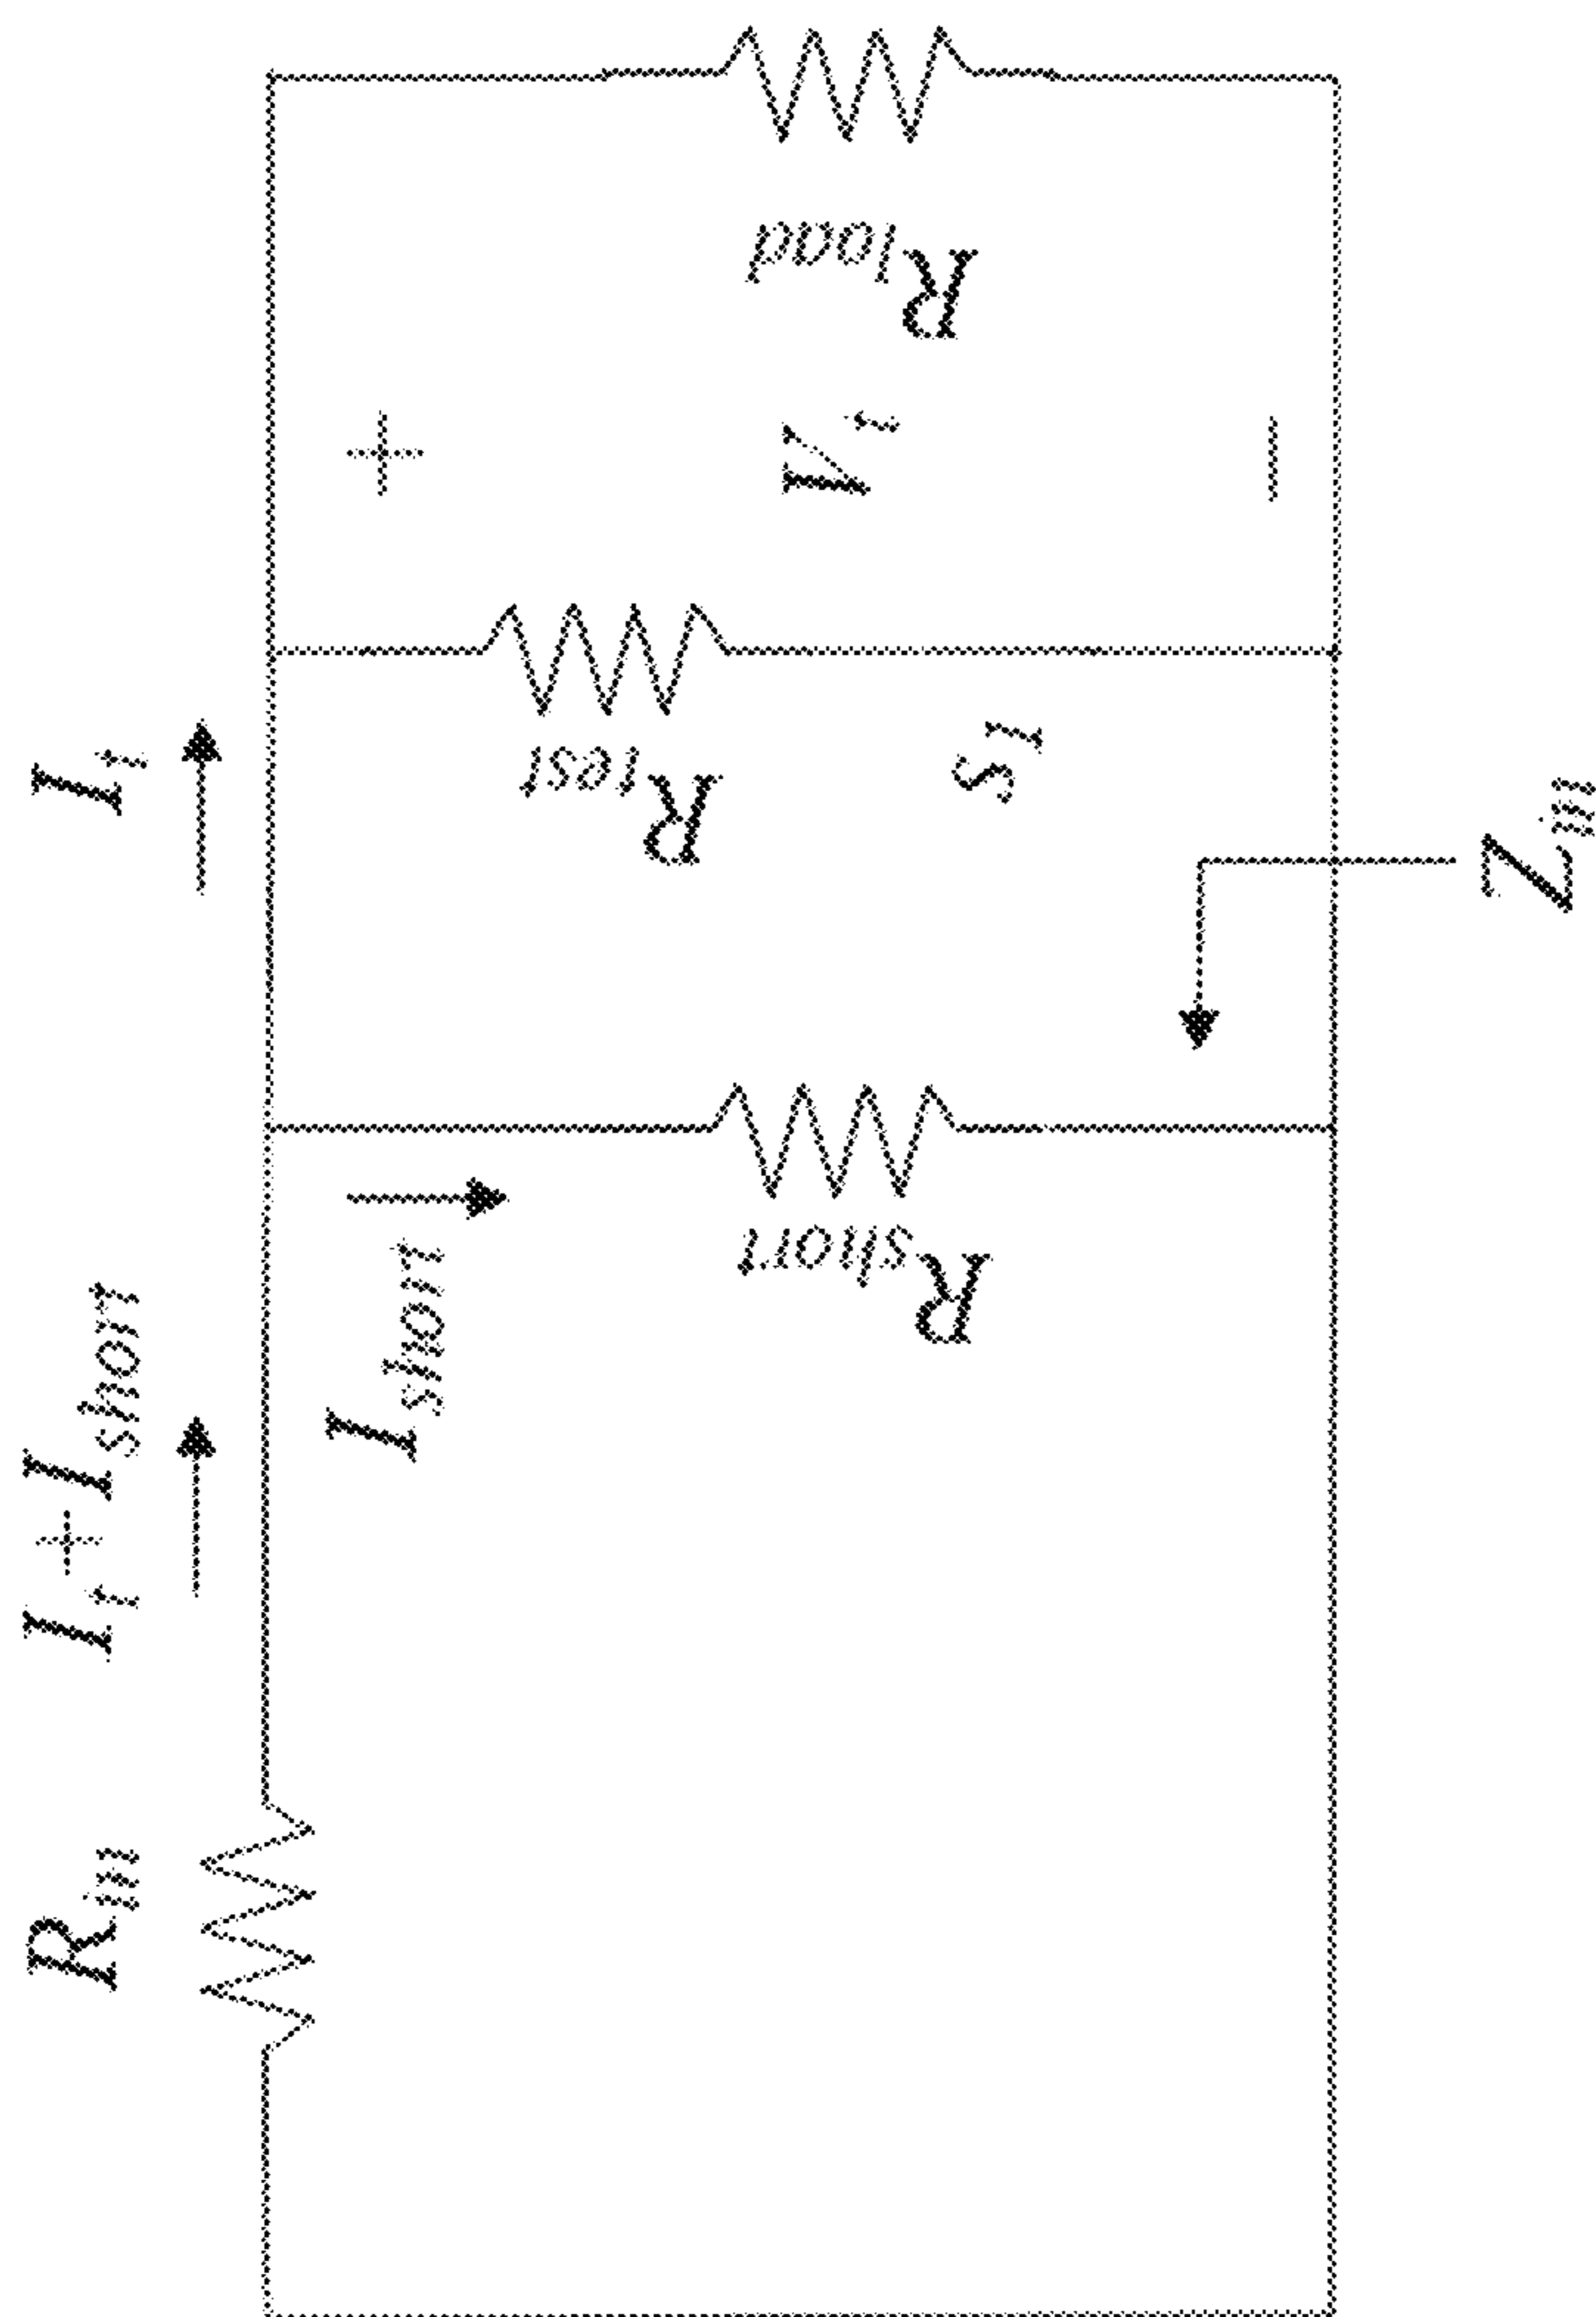 R_in
I_t + I_short
I_t
I_short
R_short
R_test
s_1
+
V_t
−
R_load
Z_in